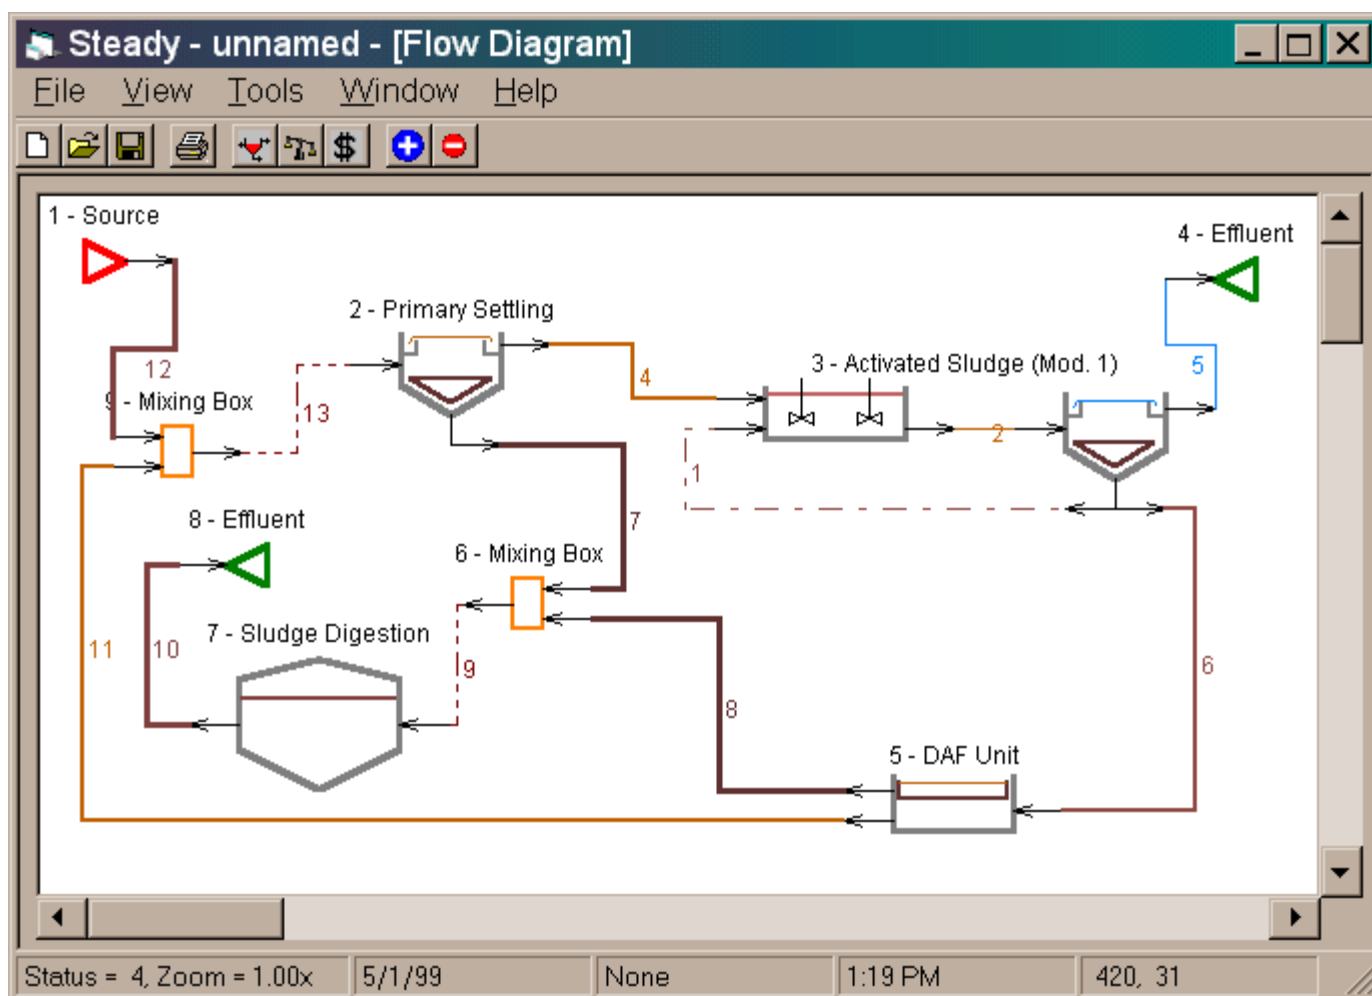 Steady - unnamed - [Flow Diagram]
File View Tools Window Help
$
1 - Source
4 - Effluent
2 - Primary Settling
12
4
3 - Activated Sludge (Mod. 1)
5
9 - Mixing Box
13
2
1
8 - Effluent
7
6 - Mixing Box
7 - Sludge Digestion
11
10
9
6
8
5 - DAF Unit
Status = 4, Zoom = 1.00x 5/1/99 None 1:19 PM 420, 31